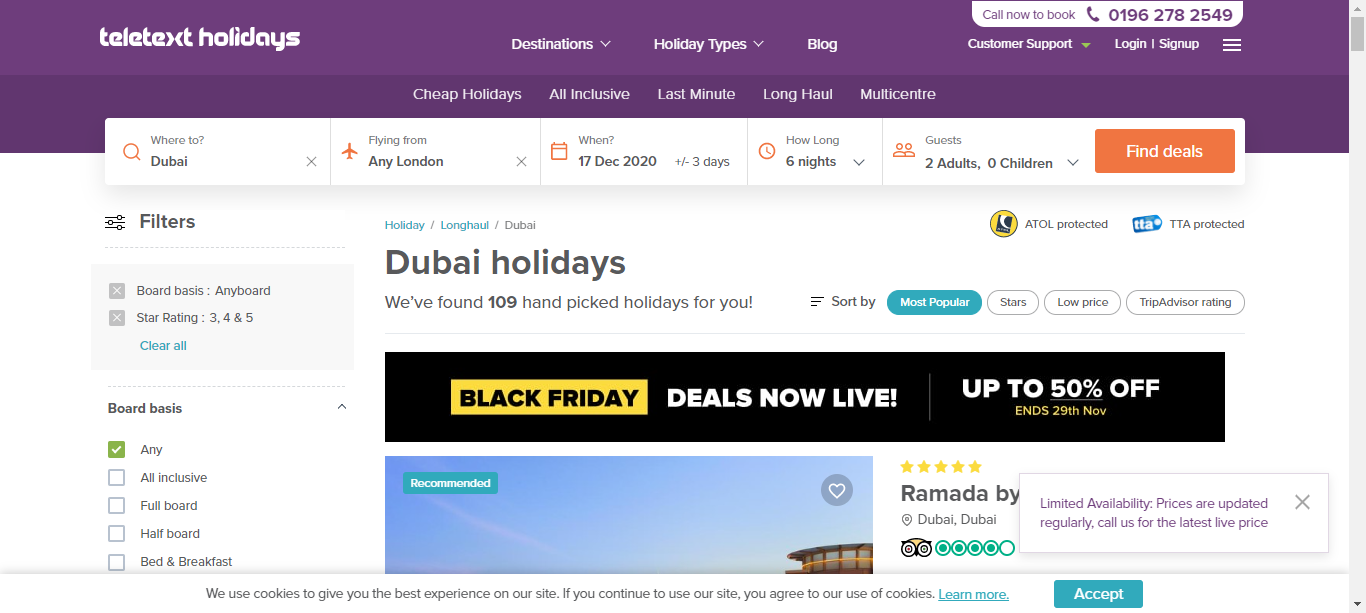 Call now to book 0196 278 2549
teletext holidays
Destinations Holiday Types Blog
Customer Support Login | Signup
Cheap Holidays All Inclusive Last Minute Long Haul Multicentre
Where to?
Dubai
Flying from
Any London
When?
17 Dec 2020 +/- 3 days
How Long
6 nights
Guests
2 Adults, 0 Children
Find deals
Filters
Board basis : Anyboard
Star Rating : 3, 4 & 5
Clear all
Board basis
Any
All inclusive
Full board
Half board
Bed & Breakfast
Holiday / Longhaul / Dubai
ATOL protected
tta
TTA protected
Dubai holidays
We've found 109 hand picked holidays for you!
Sort by Most Popular Stars Low price TripAdvisor rating
BLACK FRIDAY DEALS NOW LIVE!
UP TO 50% OFF
ENDS 29th Nov
Recommended
Ramada by
Dubai, Dubai
Limited Availability: Prices are updated
regularly, call us for the latest live price
We use cookies to give you the best experience on our site. If you continue to use our site, you agree to our use of cookies. Learn more.
Accept